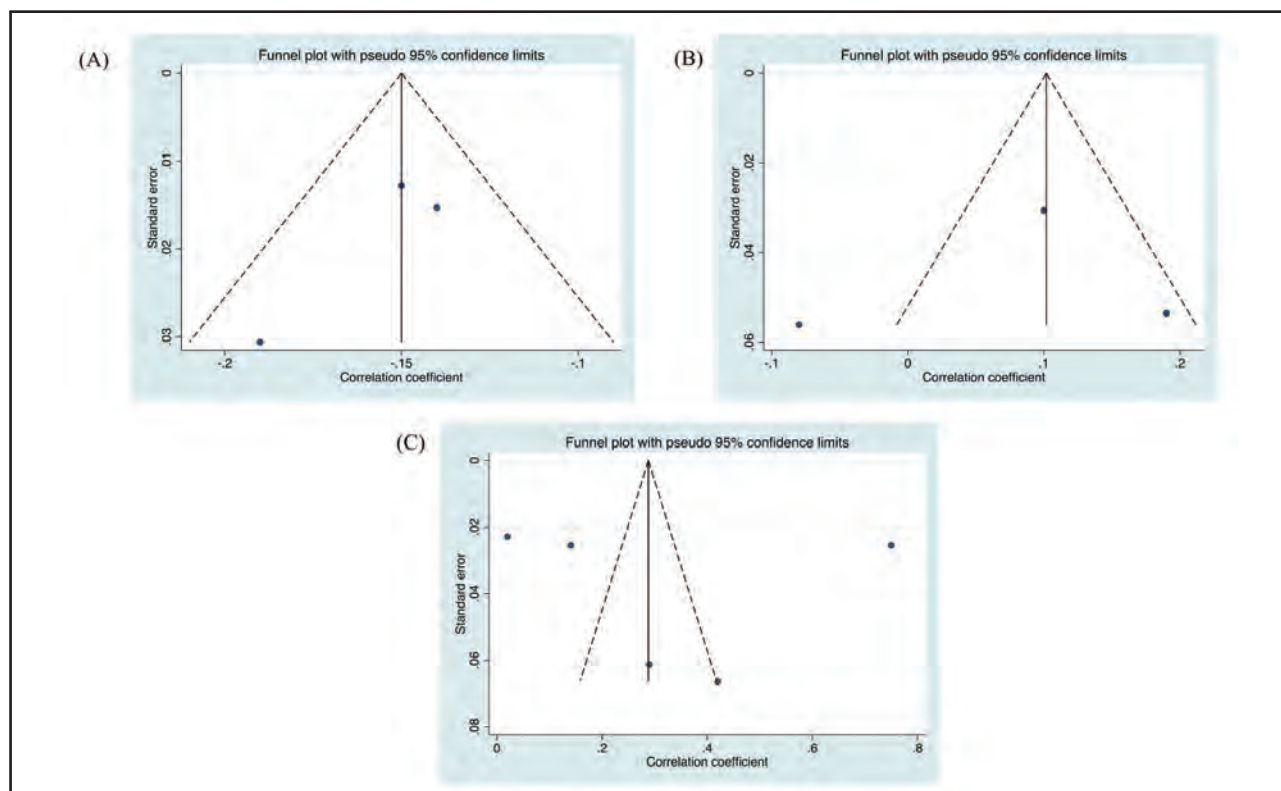 (A)
Funnel plot with pseudo 95% confidence limits
Standard error
0
.01
.02
.03
-.2
-.15
-.1
Correlation coefficient
(B)
Funnel plot with pseudo 95% confidence limits
Standard error
0
.02
.04
.06
-.1
0
.1
.2
Correlation coefficient
(C)
Funnel plot with pseudo 95% confidence limits
Standard error
0
.02
.04
.06
.08
0
.2
.4
.6
.8
Correlation coefficient